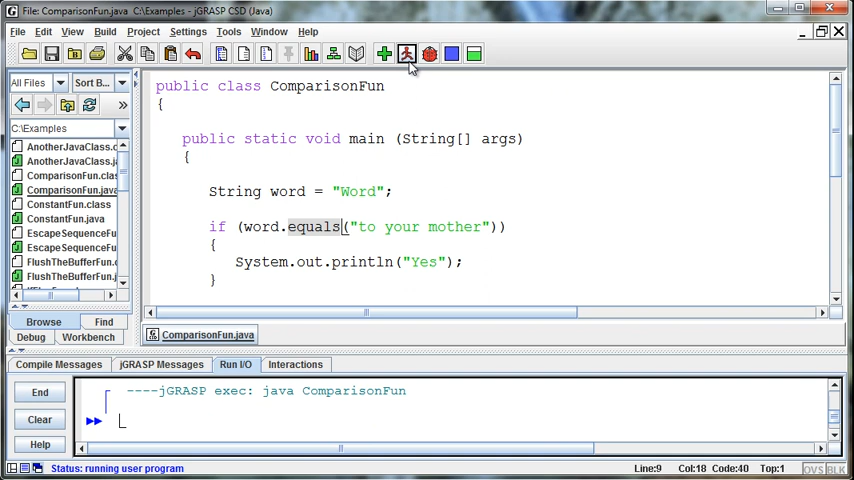 File: ComparisonFun.java  C:\Examples - jGRASP CSD (Java)
File Edit View Build Project Settings Tools Window Help
All Files Sort B...
C:\Examples
AnotherJavaClass.c
AnotherJavaClass.ja
ComparisonFun.clas
ComparisonFun.java
ConstantFun.class
ConstantFun.java
EscapeSequenceFu
EscapeSequenceFu
FlushTheBufferFun.c
FlushTheBufferFun.j
Browse Find
Debug Workbench
public class ComparisonFun
{
public static void main (String[] args)
{
String word = "Word";
if (word.equals("to your mother"))
{
System.out.println("Yes");
}
ComparisonFun.java
Compile Messages jGRASP Messages Run I/O Interactions
End
Clear
Help
----jGRASP exec: java ComparisonFun
Status: running user program Line:9 Col:18 Code:40 Top:1 OVS BLK